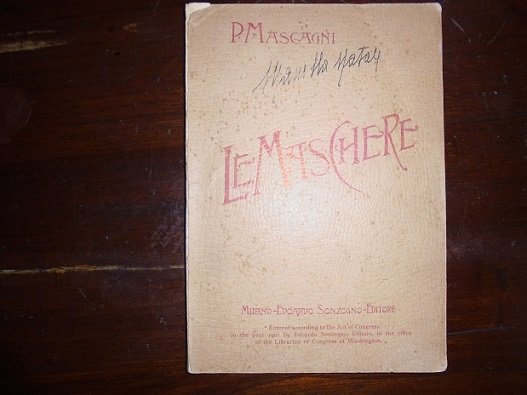 P. MASCAGNI
LE MASCHERE
MILANO-EDOARDO SONZOGNO-EDITORE
"Entered according to the Act of Congress,
in the year 1901 by Edoardo Sonzogno, Editore, in the office
of the Librarian of Congress at Washington. „